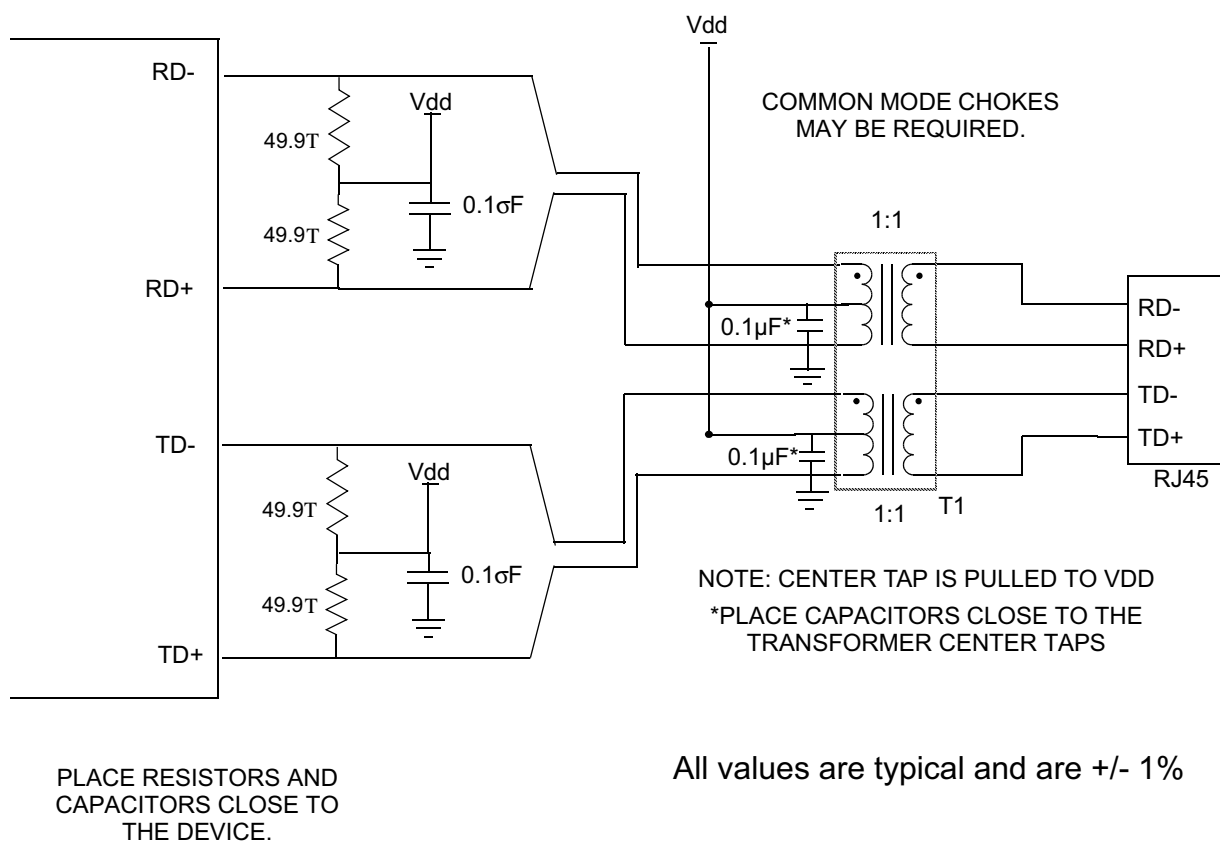 Vdd
RD-
COMMON MODE CHOKES
MAY BE REQUIRED.
Vdd
49.9T
0.1σF
49.9T
1:1
RD+
RD-
0.1µF*
RD+
TD-
TD-
TD+
0.1µF*
RJ45
Vdd
1:1
T1
49.9T
0.1σF
49.9T
NOTE: CENTER TAP IS PULLED TO VDD
*PLACE CAPACITORS CLOSE TO THE
TRANSFORMER CENTER TAPS
TD+
PLACE RESISTORS AND
CAPACITORS CLOSE TO
THE DEVICE.
All values are typical and are +/- 1%